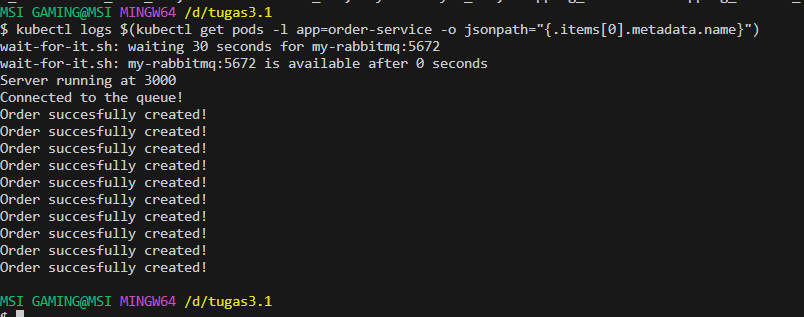 MSI GAMING@MSI MINGW64 /d/tugas3.1
$ kubectl logs $(kubectl get pods -l app=order-service -o jsonpath="{.items[0].metadata.name}")
wait-for-it.sh: waiting 30 seconds for my-rabbitmq:5672
wait-for-it.sh: my-rabbitmq:5672 is available after 0 seconds
Server running at 3000
Connected to the queue!
Order succesfully created!
Order succesfully created!
Order succesfully created!
Order succesfully created!
Order succesfully created!
Order succesfully created!
Order succesfully created!
Order succesfully created!
Order succesfully created!
Order succesfully created!

MSI GAMING@MSI MINGW64 /d/tugas3.1
$